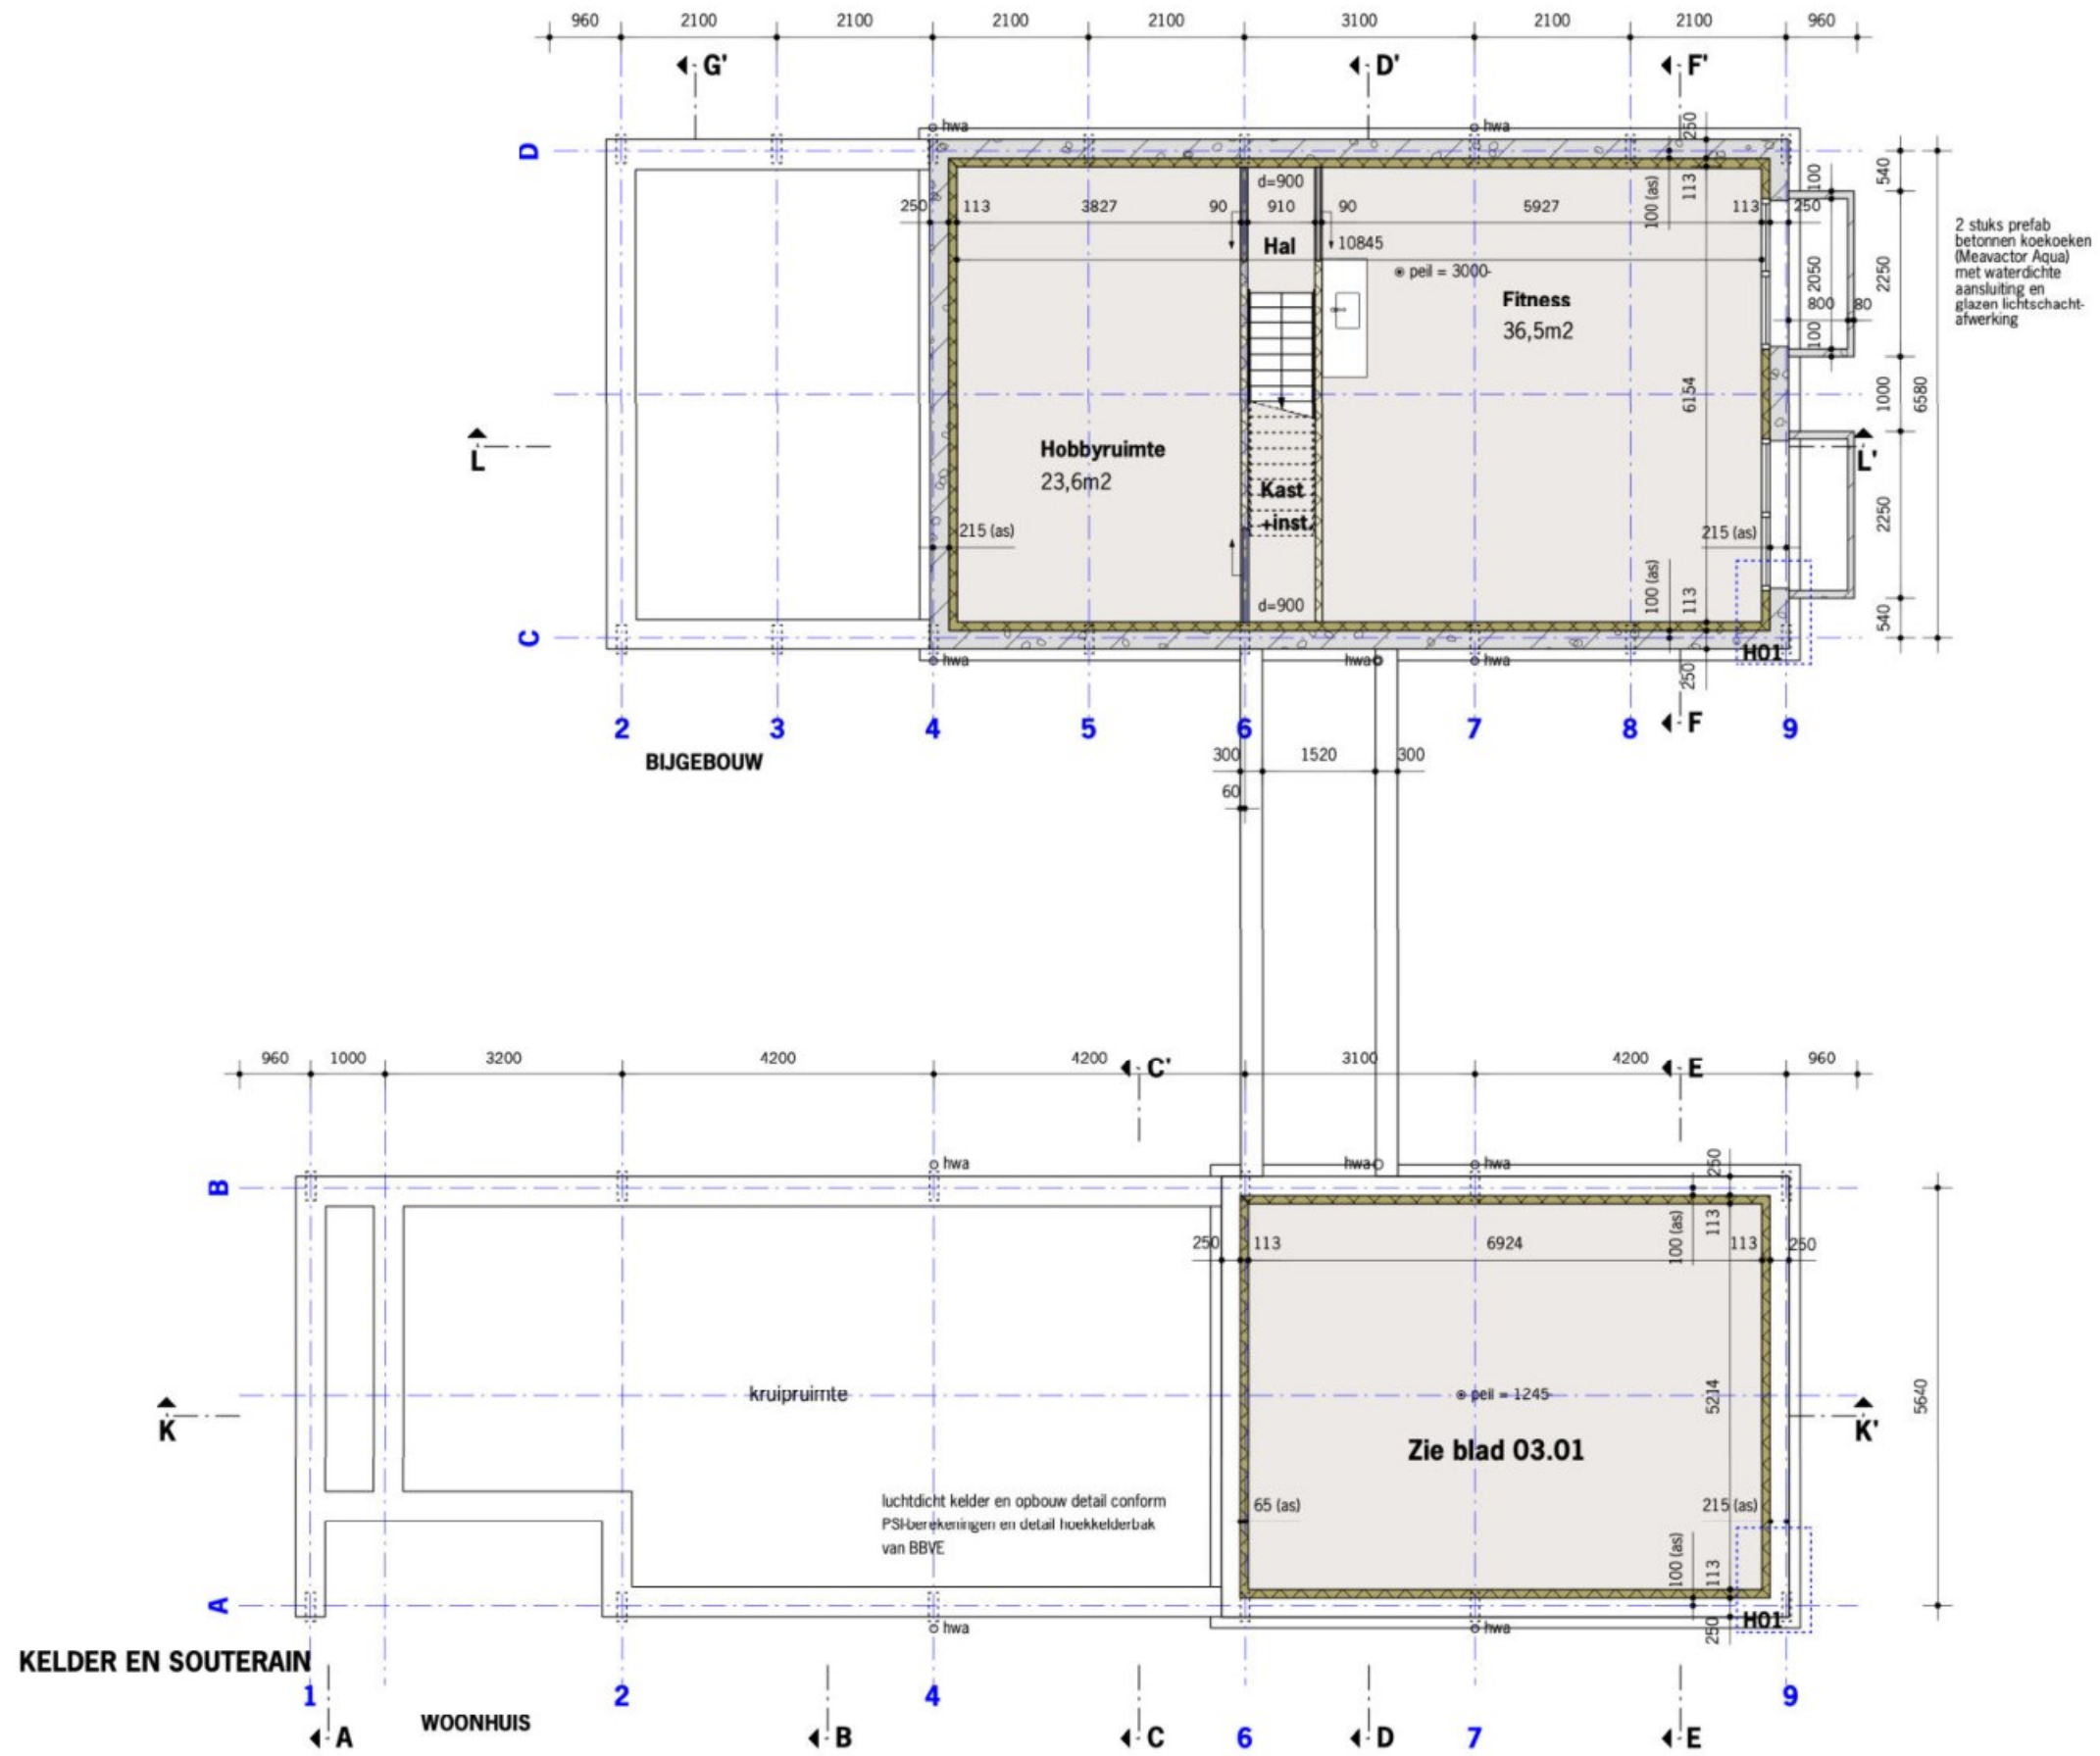 960 2100 2100 2100 2100 3100 2100 2100 960
G' D' F'
hwa hwa 250
D
d=900 100 540
100 (as) 113
250 113 3827 90 910 90 5927 113 250
Hal 10845
peil = 3000-
Fitness
36,5m2
2050 2250
800 80
100
2 stuks prefab
betonnen koekoeken
(Meavactor Aqua)
met waterdichte
aansluiting en
glazen lichtschacht-
afwerking
6154 1000 6580
Hobbyruimte
23,6m2
L L'
Kast
+inst.
2250
215 (as) 215 (as)
100 (as) 113
d=900 540
C
H01
hwa hwa hwa 250
2 3 4 5 6 7 8 9
F
BIJGEBOUW
300 1520 300
60
960 1000 3200 4200 4200 3100 4200 960
C' E
hwa hwa hwa 250
B
100 (as) 113
250 113 6924 113 250
kruipruimte
peil = 1245-
5214 5640
K K'
Zie blad 03.01
luchtdicht kelder en opbouw detail conform
PSI-berekeningen en detail hoekkelderbak
van BBVE
65 (as) 215 (as)
100 (as) 113
A
H01
hwa hwa 250
KELDER EN SOUTERAIN
1 2 4 9
WOONHUIS
A B C 6 D 7 E